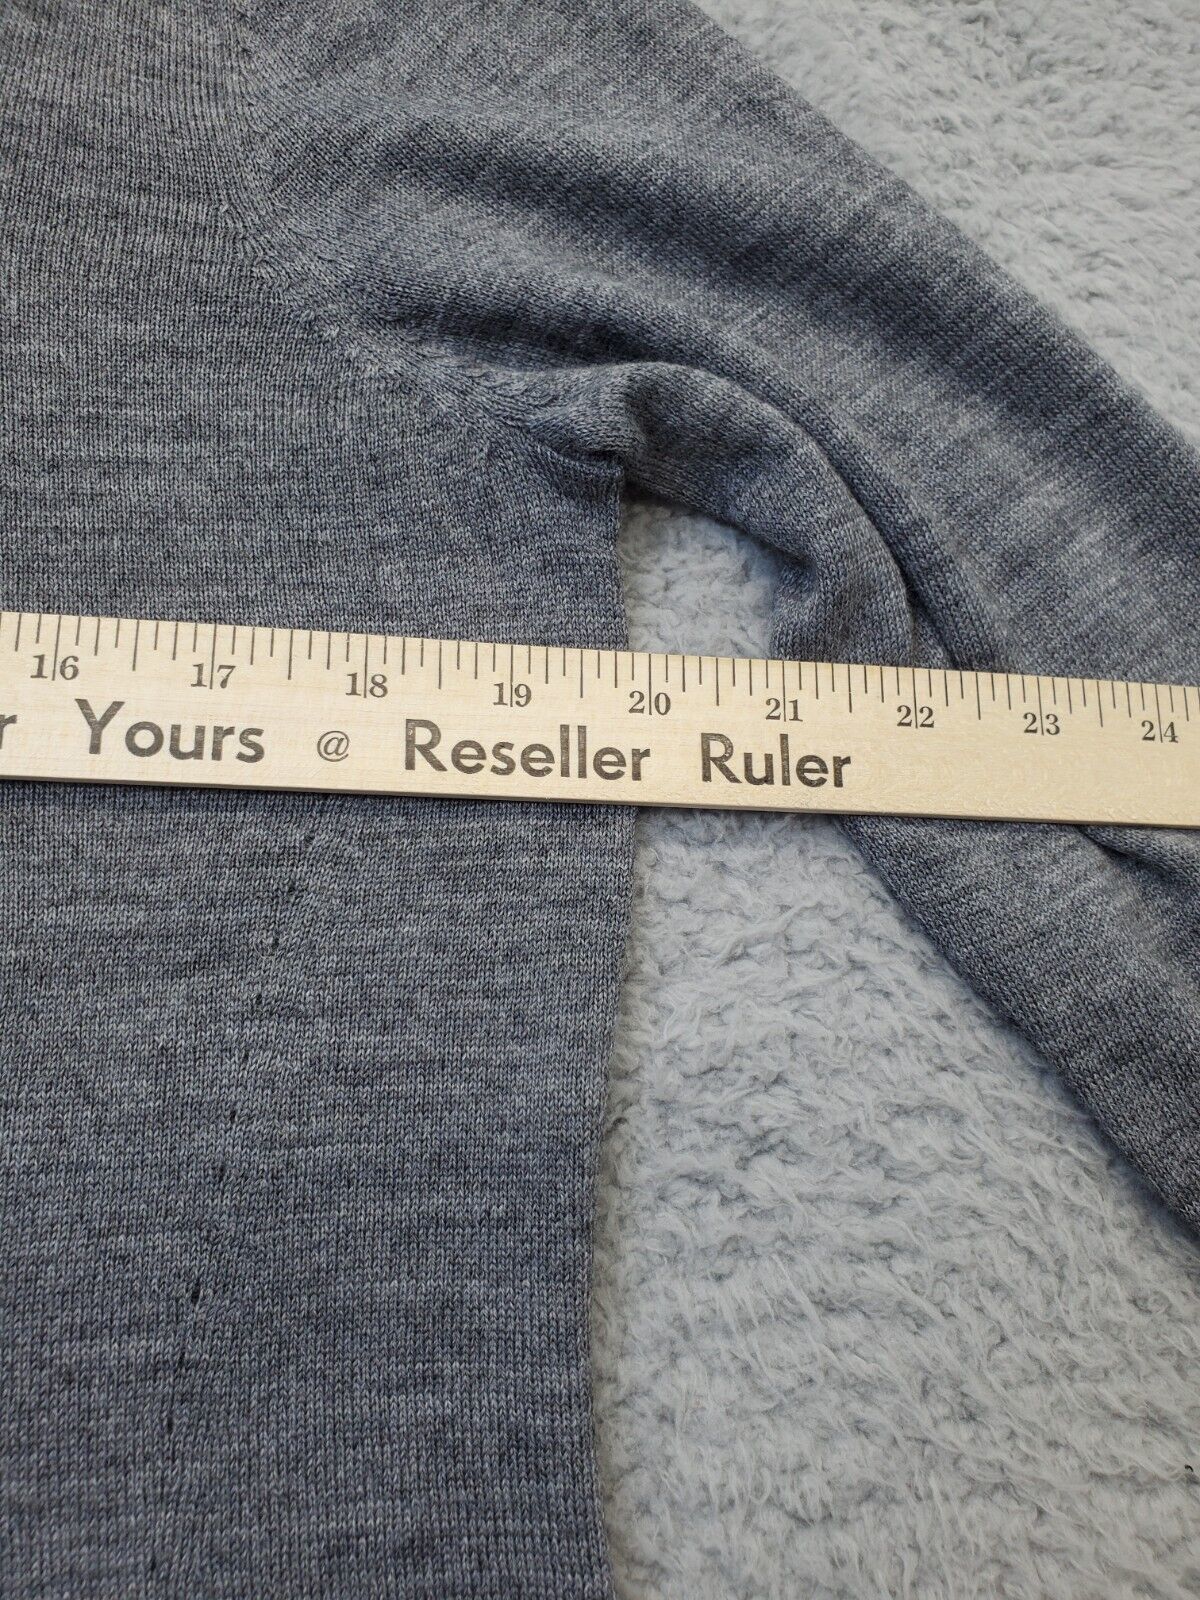 16 17 18 19 20 21 22 23 24
Yours @ Reseller Ruler